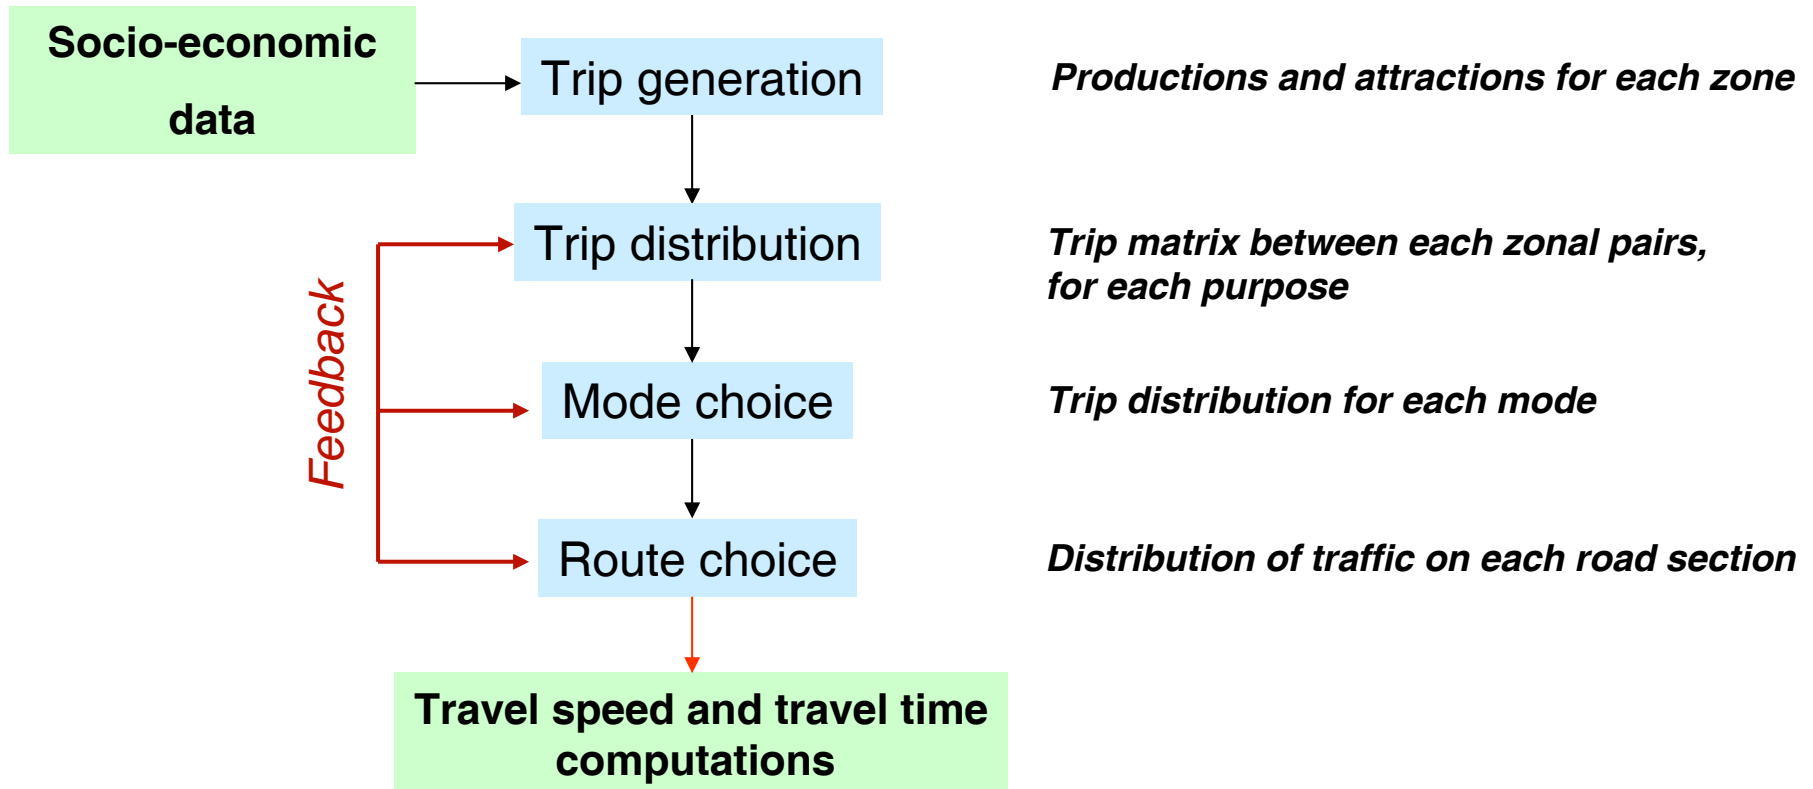 Socio-economic
data
Trip generation
Productions and attractions for each zone
Trip distribution
Trip matrix between each zonal pairs,
for each purpose
Feedback
Mode choice
Trip distribution for each mode
Route choice
Distribution of traffic on each road section
Travel speed and travel time
computations